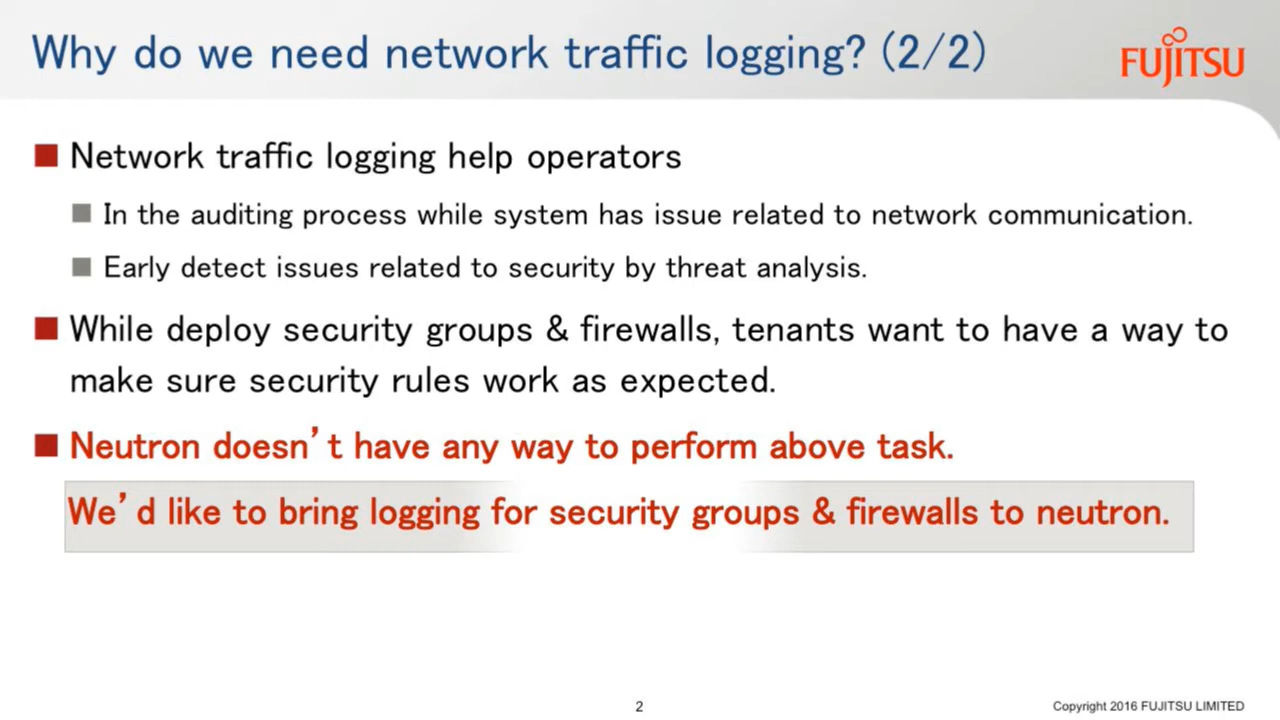 Why do we need network traffic logging? (2/2)
FUJITSU
Network traffic logging help operators
In the auditing process while system has issue related to network communication.
Early detect issues related to security by threat analysis.
While deploy security groups & firewalls, tenants want to have a way to
make sure security rules work as expected.
Neutron doesn’t have any way to perform above task.
We’d like to bring logging for security groups & firewalls to neutron.
2
Copyright 2016 FUJITSU LIMITED